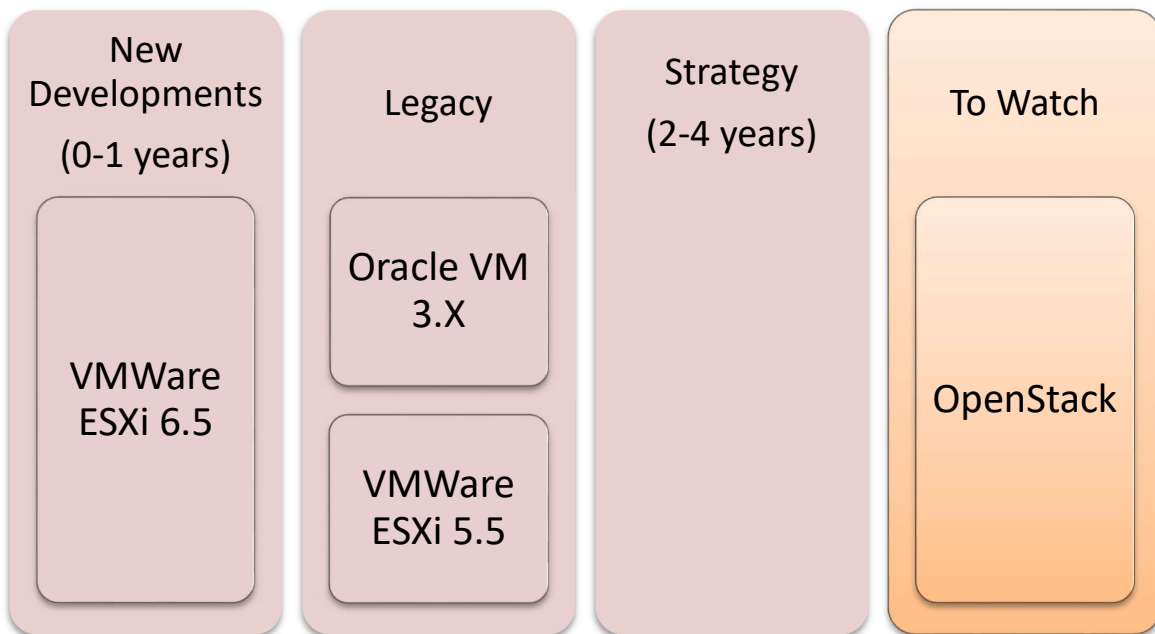 New
Developments
(0-1 years)
VMWare
ESXi 6.5
Legacy
Oracle VM
3.X
VMWare
ESXi 5.5
Strategy
(2-4 years)
To Watch
OpenStack